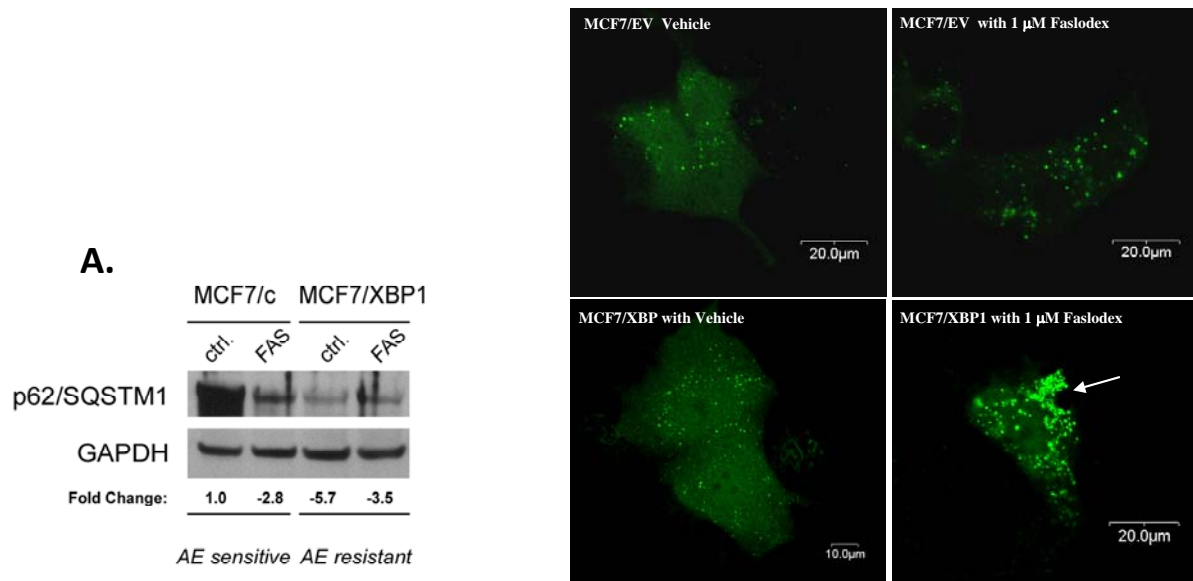 A.
MCF7/c MCF7/XBP1
ctrl. FAS ctrl. FAS
p62/SQSTM1
GAPDH
Fold Change: 1.0 -2.8 -5.7 -3.5
AE sensitive AE resistant
MCF7/EV Vehicle
20.0µm
MCF7/EV with 1 µM Faslodex
20.0µm
MCF7/XBP with Vehicle
10.0µm
MCF7/XBP1 with 1 µM Faslodex
20.0µm